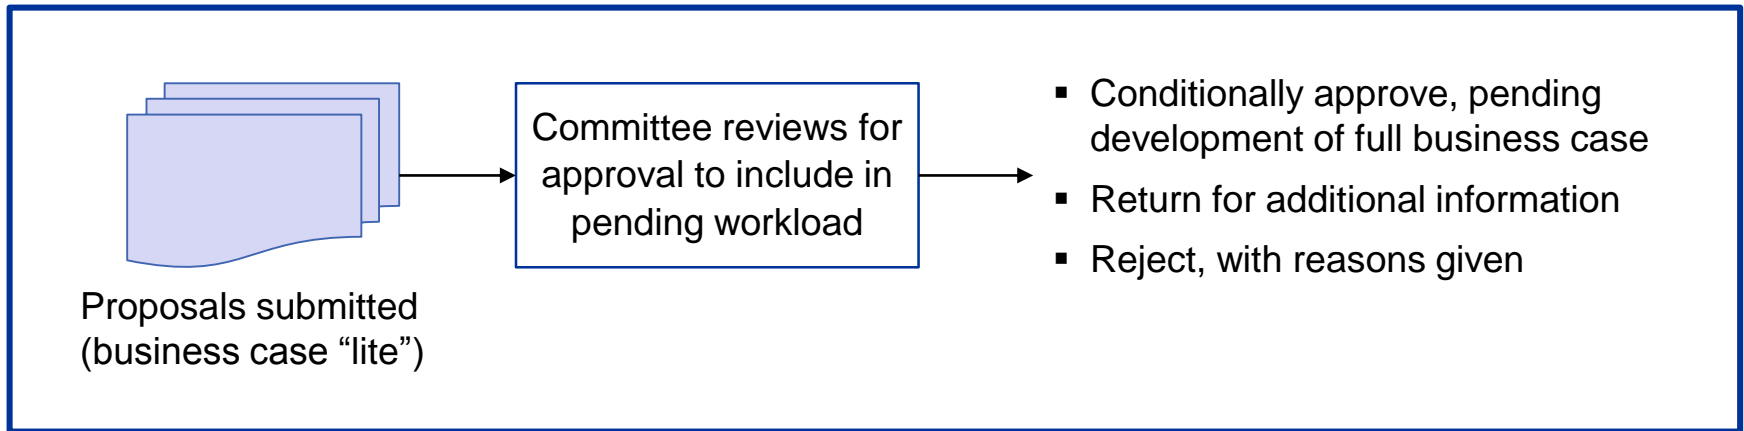 Proposals submitted
(business case “lite”)
Committee reviews for
approval to include in
pending workload
▪ Conditionally approve, pending
development of full business case
▪ Return for additional information
▪ Reject, with reasons given